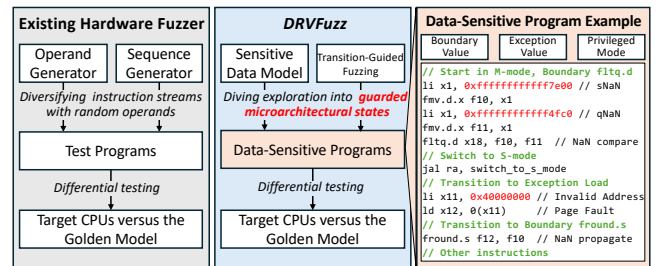 Existing Hardware Fuzzer
Operand
Generator
Sequence
Generator
Diversifying instruction streams
with random operands
Test Programs
Differential testing
Target CPUs versus the
Golden Model
DRVFuzz
Sensitive
Data Model
Transition-Guided
Fuzzing
Diving exploration into guarded
microarchitectural states
Data-Sensitive Programs
Differential testing
Target CPUs versus the
Golden Model
Data-Sensitive Program Example
Boundary
Value
Exception
Value
Privileged
Mode
// Start in M-mode, Boundary fltq.d
li x1, 0xffffffffffff7e00 // sNaN
fmv.d.x f10, x1
li x1, 0xffffffffffff4fc0 // qNaN
fmv.d.x f11, x1
fltq.d x18, f10, f11 // NaN compare
// Switch to S-mode
jal ra, switch_to_s_mode
// Transition to Exception Load
li x11, 0x40000000 // Invalid Address
ld x12, 0(x11) // Page Fault
// Transition to Boundary fround.s
fround.s f12, f10 // NaN propagate
// Other instructions